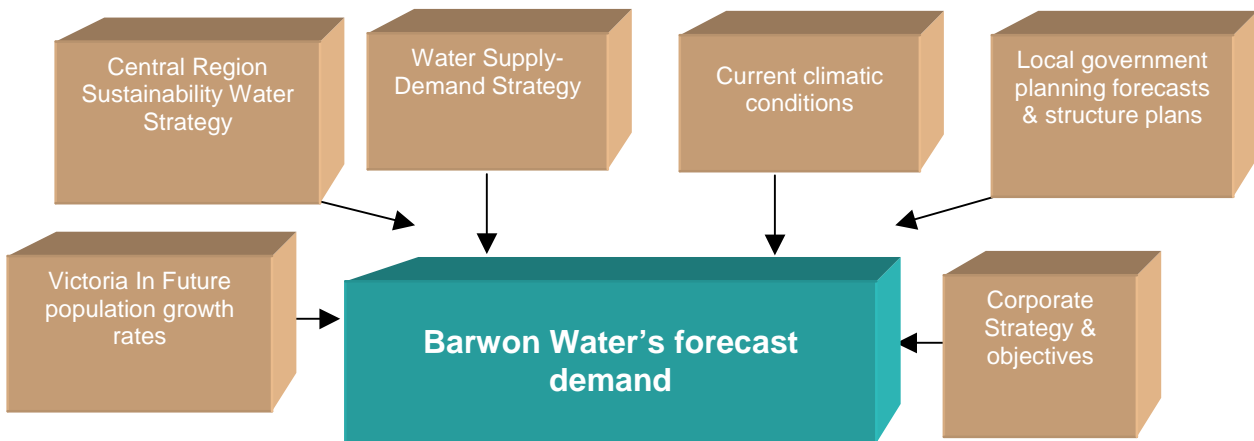 Central Region
Sustainability Water
Strategy
Water Supply-
Demand Strategy
Current climatic
conditions
Local government
planning forecasts
& structure plans
Victoria In Future
population growth
rates
Barwon Water’s forecast
demand
Corporate
Strategy &
objectives